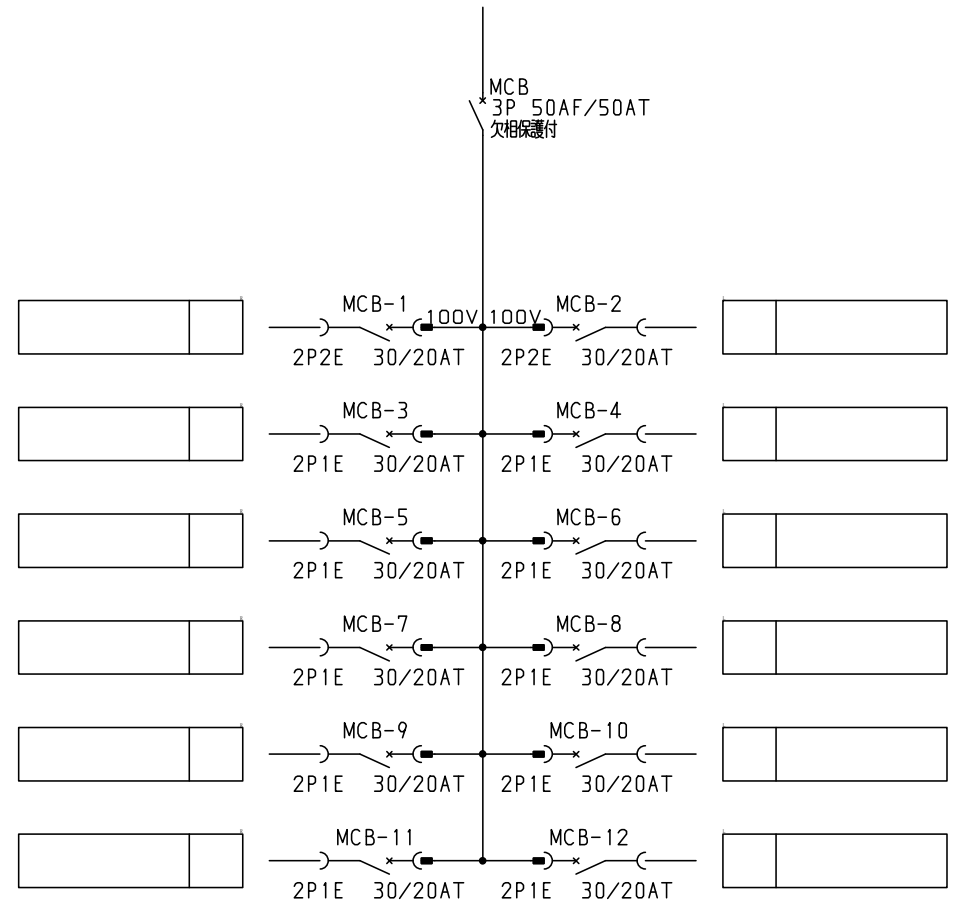 MCB
3P 50AF/50AT
欠相保護付
MCB-1
100V
100V
MCB-2
2P2E 30/20AT
2P2E 30/20AT
MCB-3
MCB-4
2P1E 30/20AT
2P1E 30/20AT
MCB-5
MCB-6
2P1E 30/20AT
2P1E 30/20AT
MCB-7
MCB-8
2P1E 30/20AT
2P1E 30/20AT
MCB-9
MCB-10
2P1E 30/20AT
2P1E 30/20AT
MCB-11
MCB-12
2P1E 30/20AT
2P1E 30/20AT